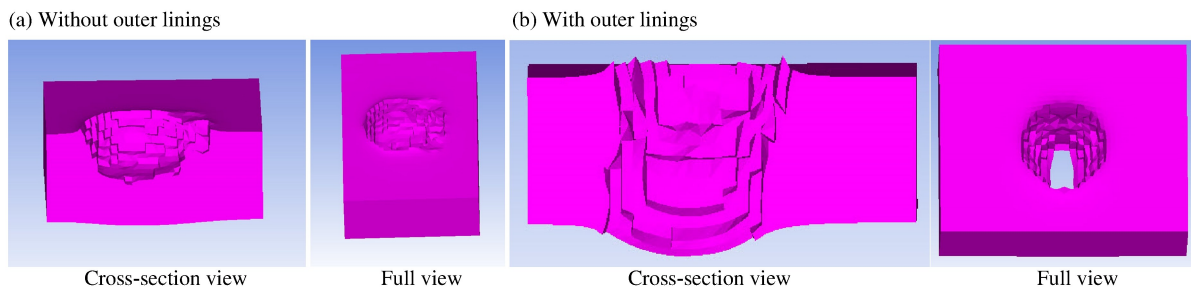 (a) Without outer linings
(b) With outer linings
Cross-section view
Full view
Cross-section view
Full view